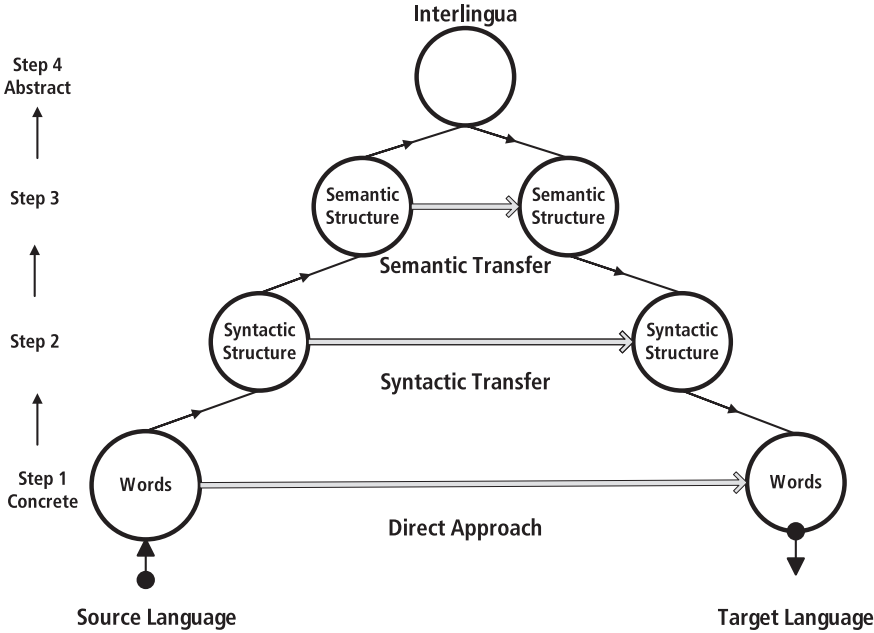 Interlingua
Step 4
Abstract
Step 3
Semantic
Structure
Semantic
Structure
Semantic Transfer
Step 2
Syntactic
Structure
Syntactic
Structure
Syntactic Transfer
Step 1
Concrete
Words
Words
Direct Approach
Source Language
Target Language